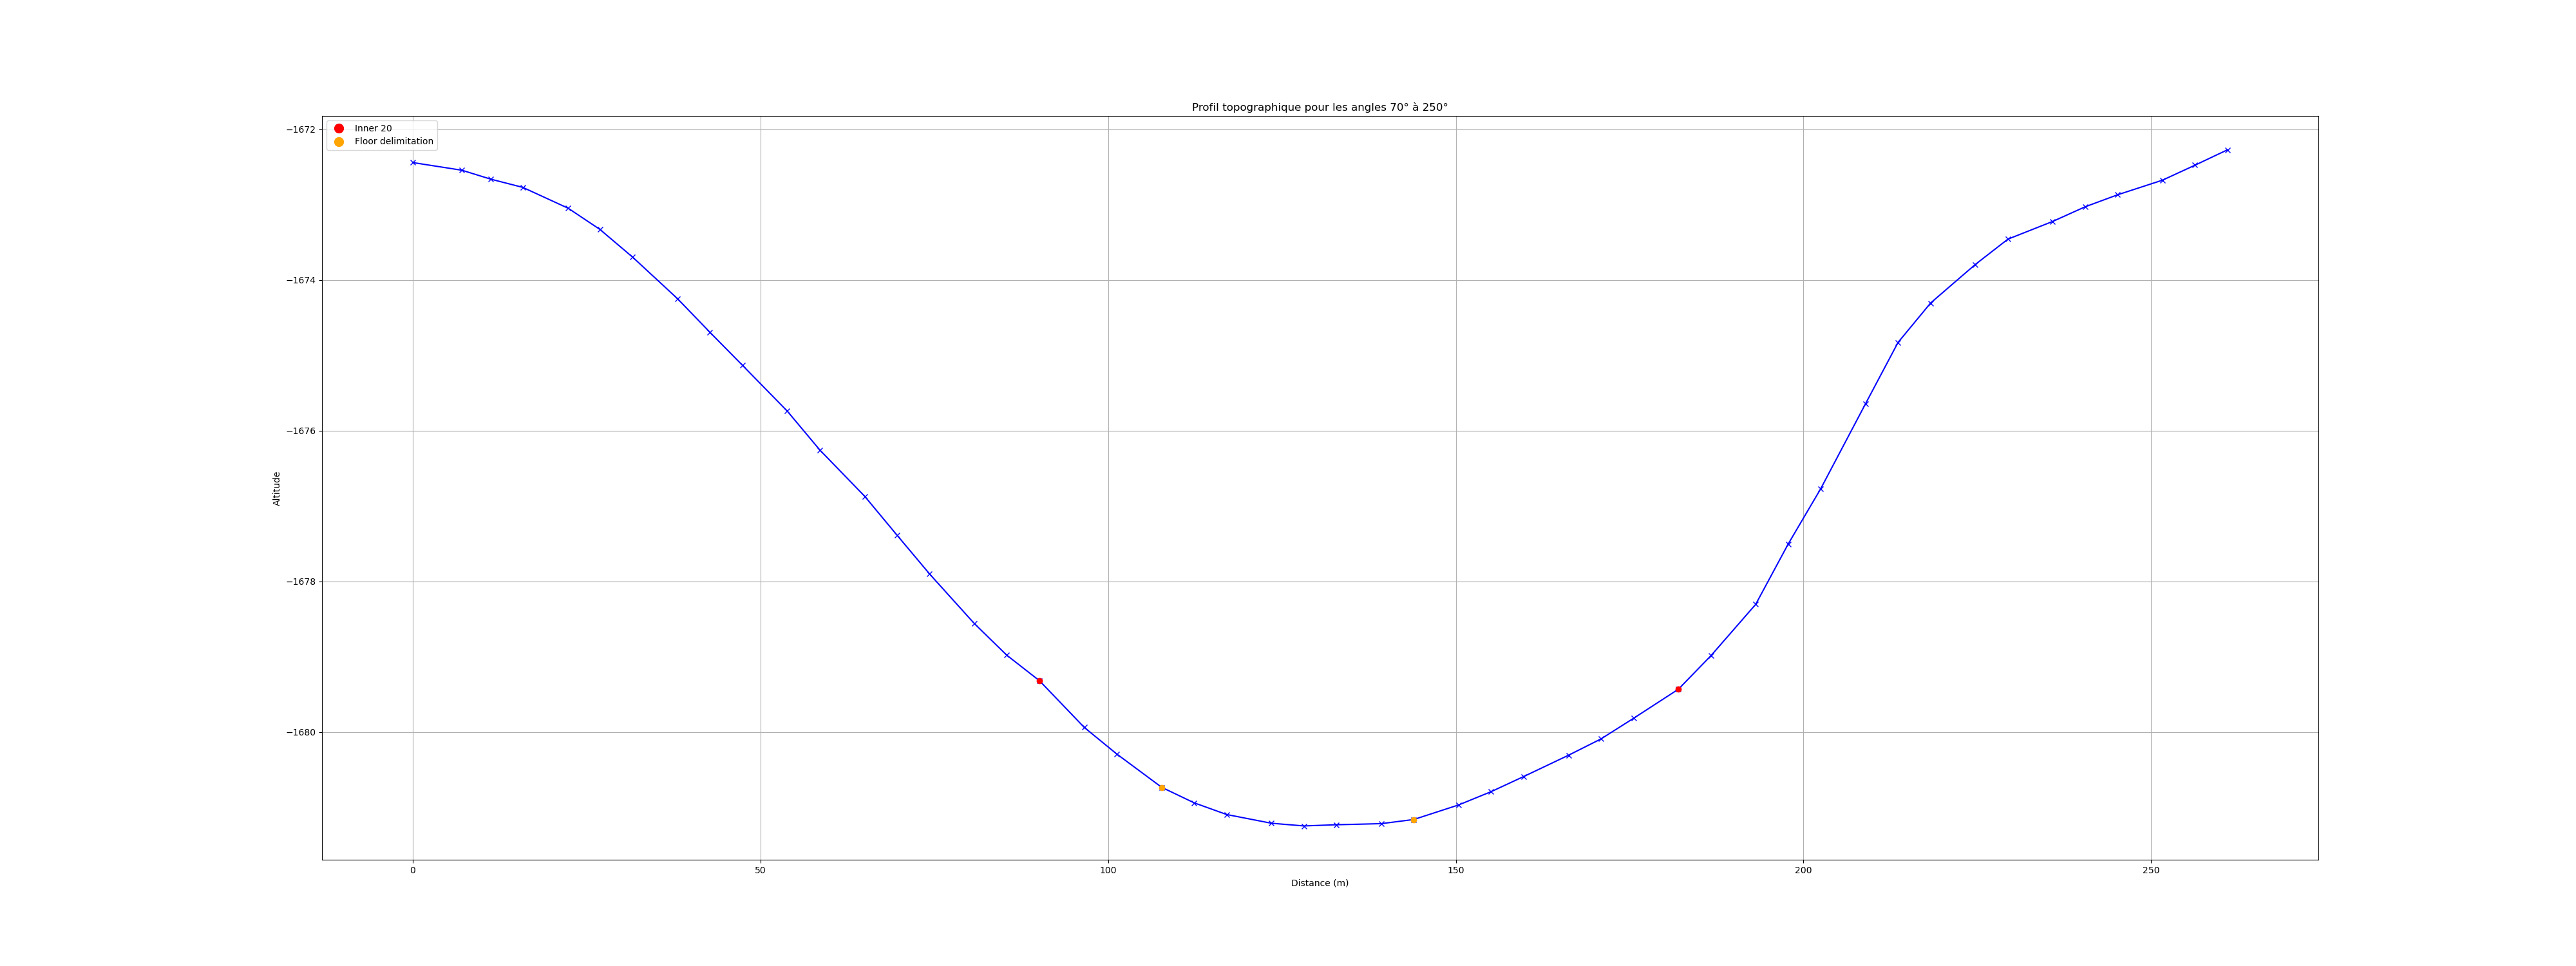 Profil topographique pour les angles 70° à 250°
Inner 20
Floor delimitation
−1672
−1674
−1676
−1678
−1680
Altitude
0 50 100 150 200 250
Distance (m)